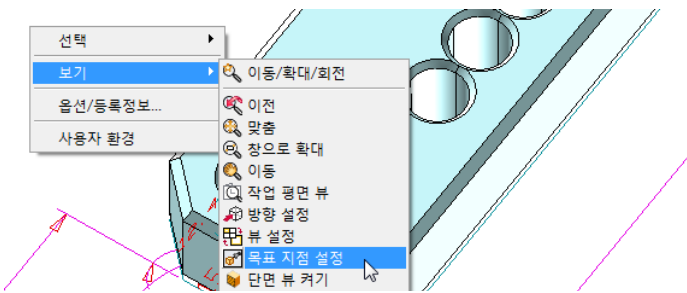 선택
보기
옵션/등록정보...
사용자 환경
이동/확대/회전
이전
맞춤
창으로 확대
이동
작업 평면 뷰
방향 설정
뷰 설정
목표 지점 설정
단면 뷰 켜기